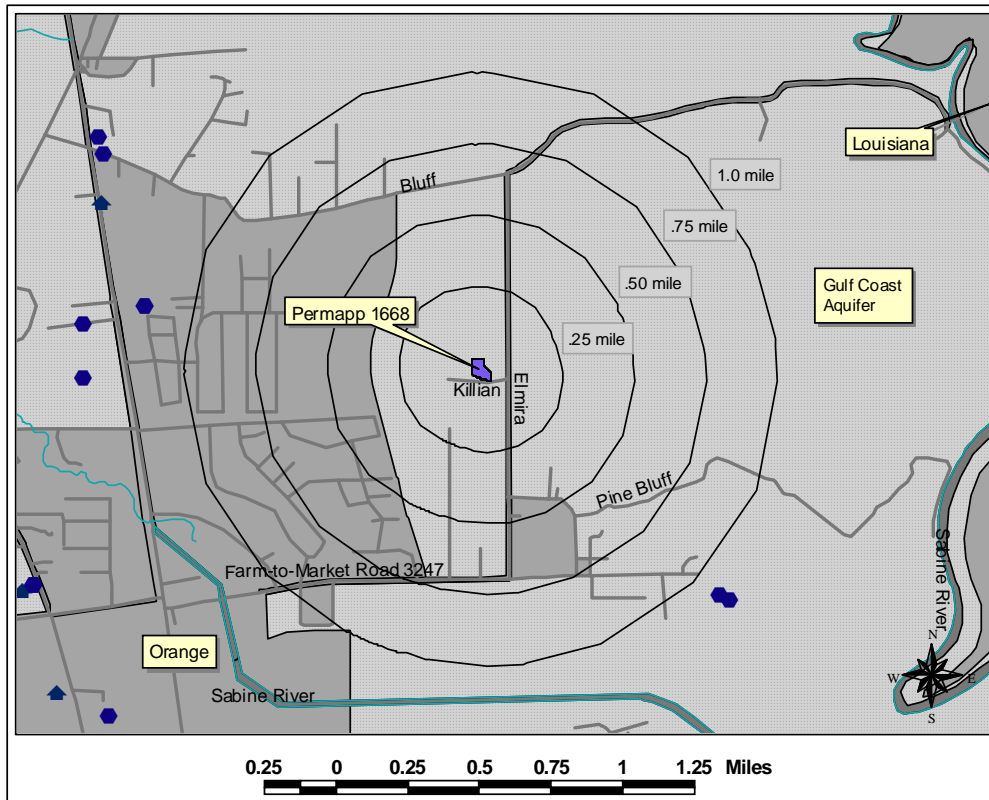 Louisiana
1.0 mile
Bluff
.75 mile
.50 mile
Gulf Coast
Aquifer
Permapp 1668
.25 mile
Killian
Elmira
Pine Bluff
Sabine River
Farm-to-Market Road 3247
Orange
Sabine River
N
W
E
S
0.25 0 0.25 0.5 0.75 1 1.25 Miles